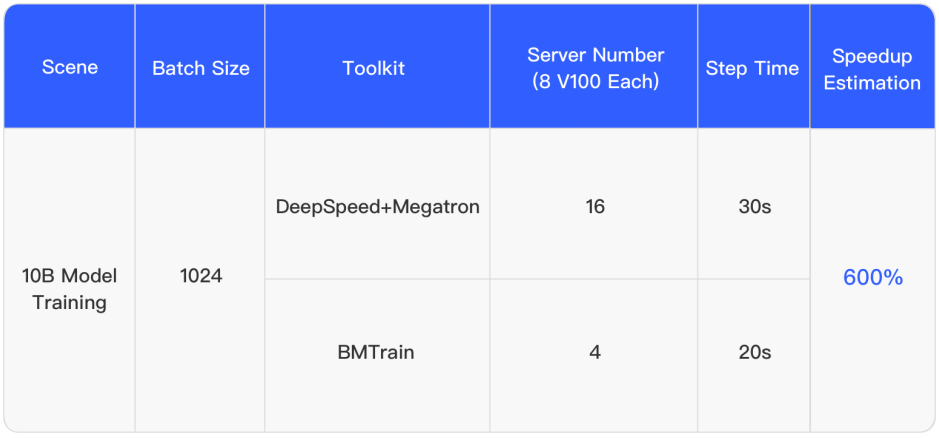 Scene
Batch Size
Toolkit
Server Number
(8 V100 Each)
Step Time
Speedup
Estimation
10B Model
Training
1024
DeepSpeed+Megatron
16
30s
BMTrain
4
20s
600%